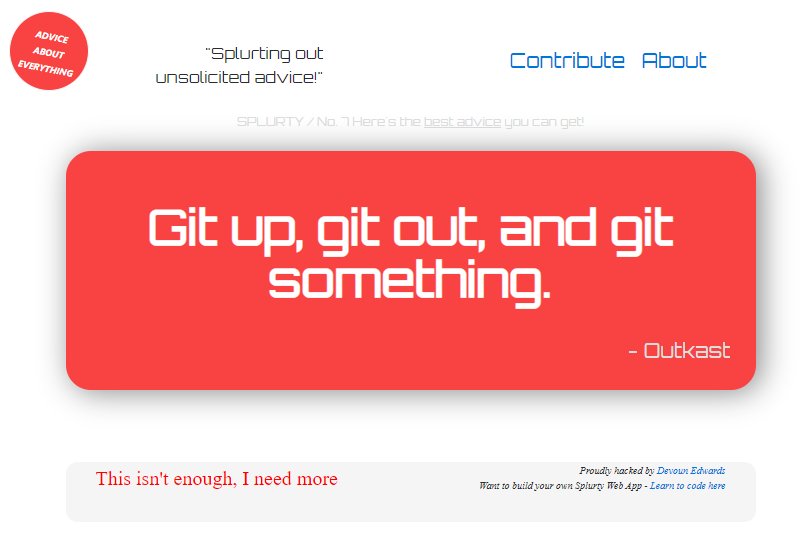 ADVICE
ABOUT
EVERYTHING
"Splurting out
unsolicited advice!"
Contribute About
SPLURTY / No. 7 Here's the best advice you can get!
Git up, git out, and git
something.
- Outkast
This isn't enough, I need more
Proudly hacked by Devoun Edwards
Want to build your own Splurty Web App - Learn to code here